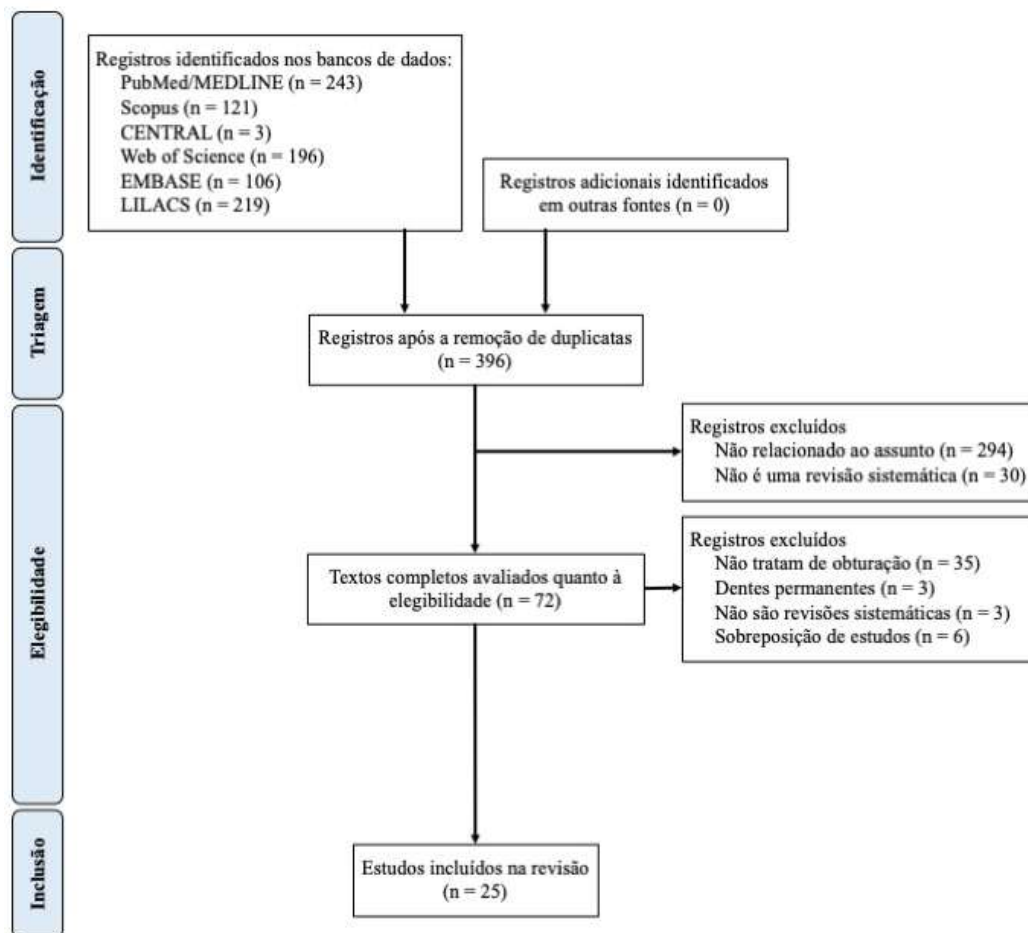 Identificação
Registros identificados nos bancos de dados:
PubMed/MEDLINE (n = 243)
Scopus (n = 121)
CENTRAL (n = 3)
Web of Science (n = 196)
EMBASE (n = 106)
LILACS (n = 219)
Registros adicionais identificados
em outras fontes (n = 0)
Triagem
Registros após a remoção de duplicatas
(n = 396)
Elegibilidade
Registros excluídos
Não relacionado ao assunto (n = 294)
Não é uma revisão sistemática (n = 30)
Textos completos avaliados quanto à
elegibilidade (n = 72)
Registros excluídos
Não tratam de obturação (n = 35)
Dentes permanentes (n = 3)
Não são revisões sistemáticas (n = 3)
Sobreposição de estudos (n = 6)
Inclusão
Estudos incluídos na revisão
(n = 25)